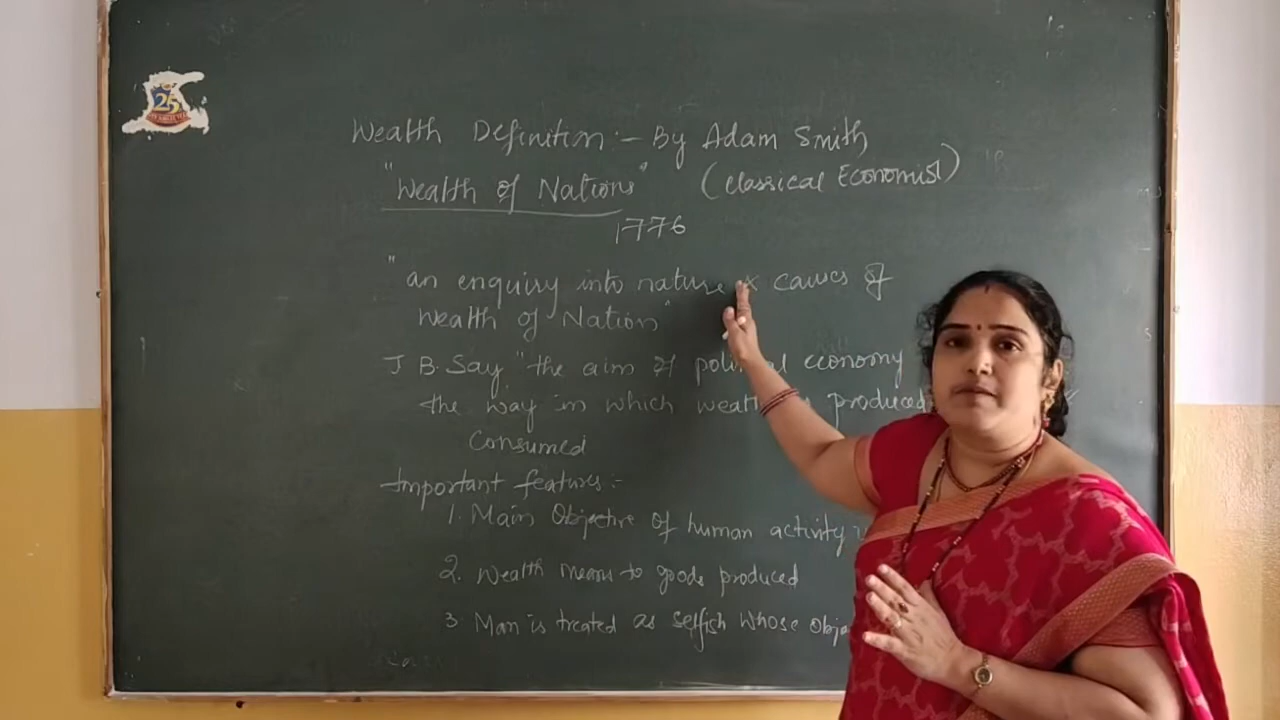 25
Wealth Definition:- By Adam Smith
"Wealth of Nations" (Classical Economist)
1776
"an enquiry into nature & causes of
Wealth of Nation"
J B. Say "the aim of political economy
the way in which wealth produced
Consumed
Important features:-
1. Main Objective of human activity
2. Wealth means to goods produced
3. Man is treated as selfish whose